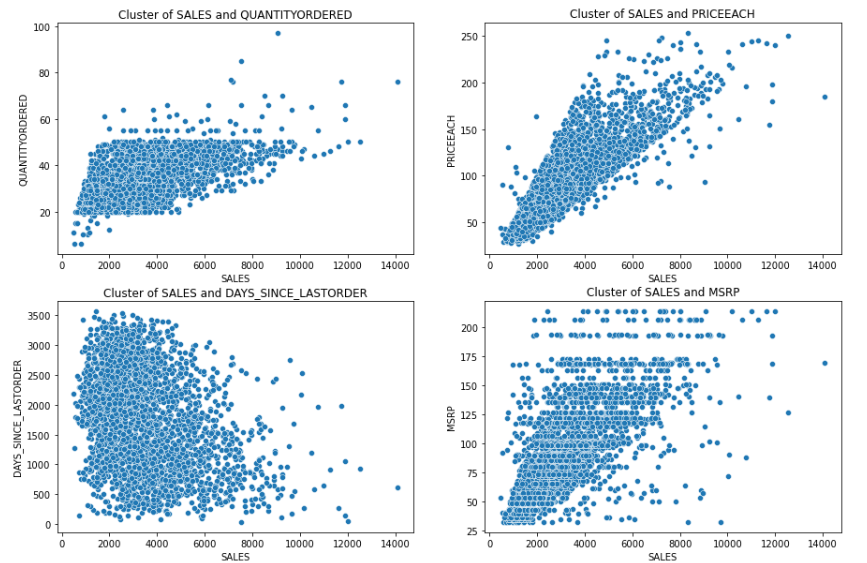 Cluster of SALES and QUANTITYORDERED
100
80
60
40
20
QUANTITYORDERED
0 2000 4000 6000 8000 10000 12000 14000
SALES
Cluster of SALES and PRICEEACH
250
200
150
100
50
PRICEEACH
0 2000 4000 6000 8000 10000 12000 14000
SALES
Cluster of SALES and DAYS_SINCE_LASTORDER
3500
3000
2500
2000
1500
1000
500
0
DAYS_SINCE_LASTORDER
0 2000 4000 6000 8000 10000 12000 14000
SALES
Cluster of SALES and MSRP
200
175
150
125
100
75
50
25
MSRP
0 2000 4000 6000 8000 10000 12000 14000
SALES